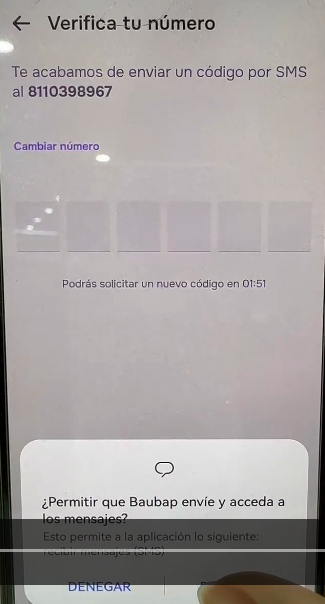 Verifica tu número
Te acabamos de enviar un código por SMS
al 8110398967
Cambiar número
Podrás solicitar un nuevo código en 01:51
¿Permitir que Baubap envíe y acceda a
los mensajes?
Esto permite a la aplicación lo siguiente:
recibir mensajes (SMS)
DENEGAR